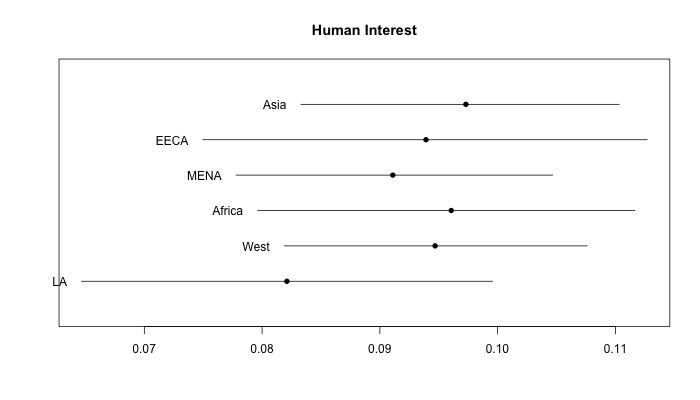 Human Interest
Asia
EECA
MENA
Africa
West
LA
0.07 0.08 0.09 0.10 0.11